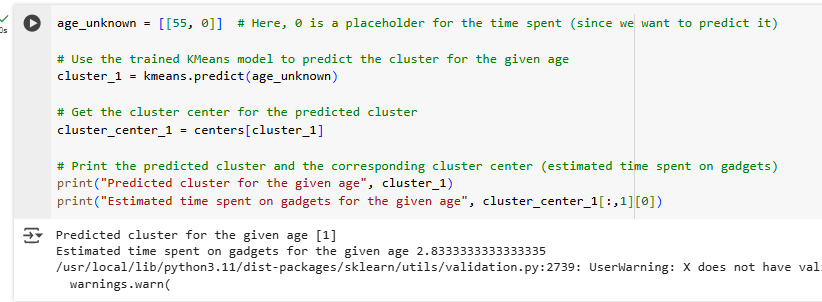 age_unknown = [[55, 0]]  # Here, 0 is a placeholder for the time spent (since we want to predict it)
# Use the trained KMeans model to predict the cluster for the given age
cluster_1 = kmeans.predict(age_unknown)
# Get the cluster center for the predicted cluster
cluster_center_1 = centers[cluster_1]
# Print the predicted cluster and the corresponding cluster center (estimated time spent on gadgets)
print("Predicted cluster for the given age", cluster_1)
print("Estimated time spent on gadgets for the given age", cluster_center_1[:,1][0])
Predicted cluster for the given age [1]
Estimated time spent on gadgets for the given age 2.8333333333333335
/usr/local/lib/python3.11/dist-packages/sklearn/utils/validation.py:2739: UserWarning: X does not have val
warnings.warn(